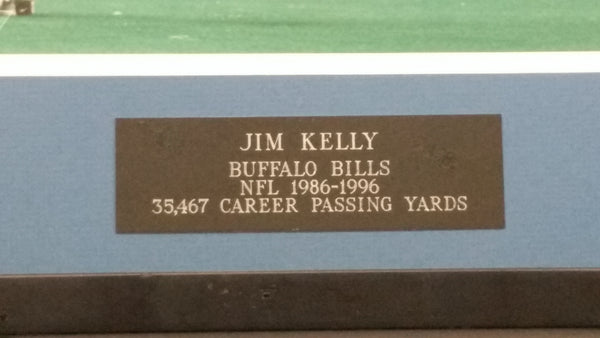 JIM KELLY
BUFFALO BILLS
NFL 1986-1996
35,467 CAREER PASSING YARDS